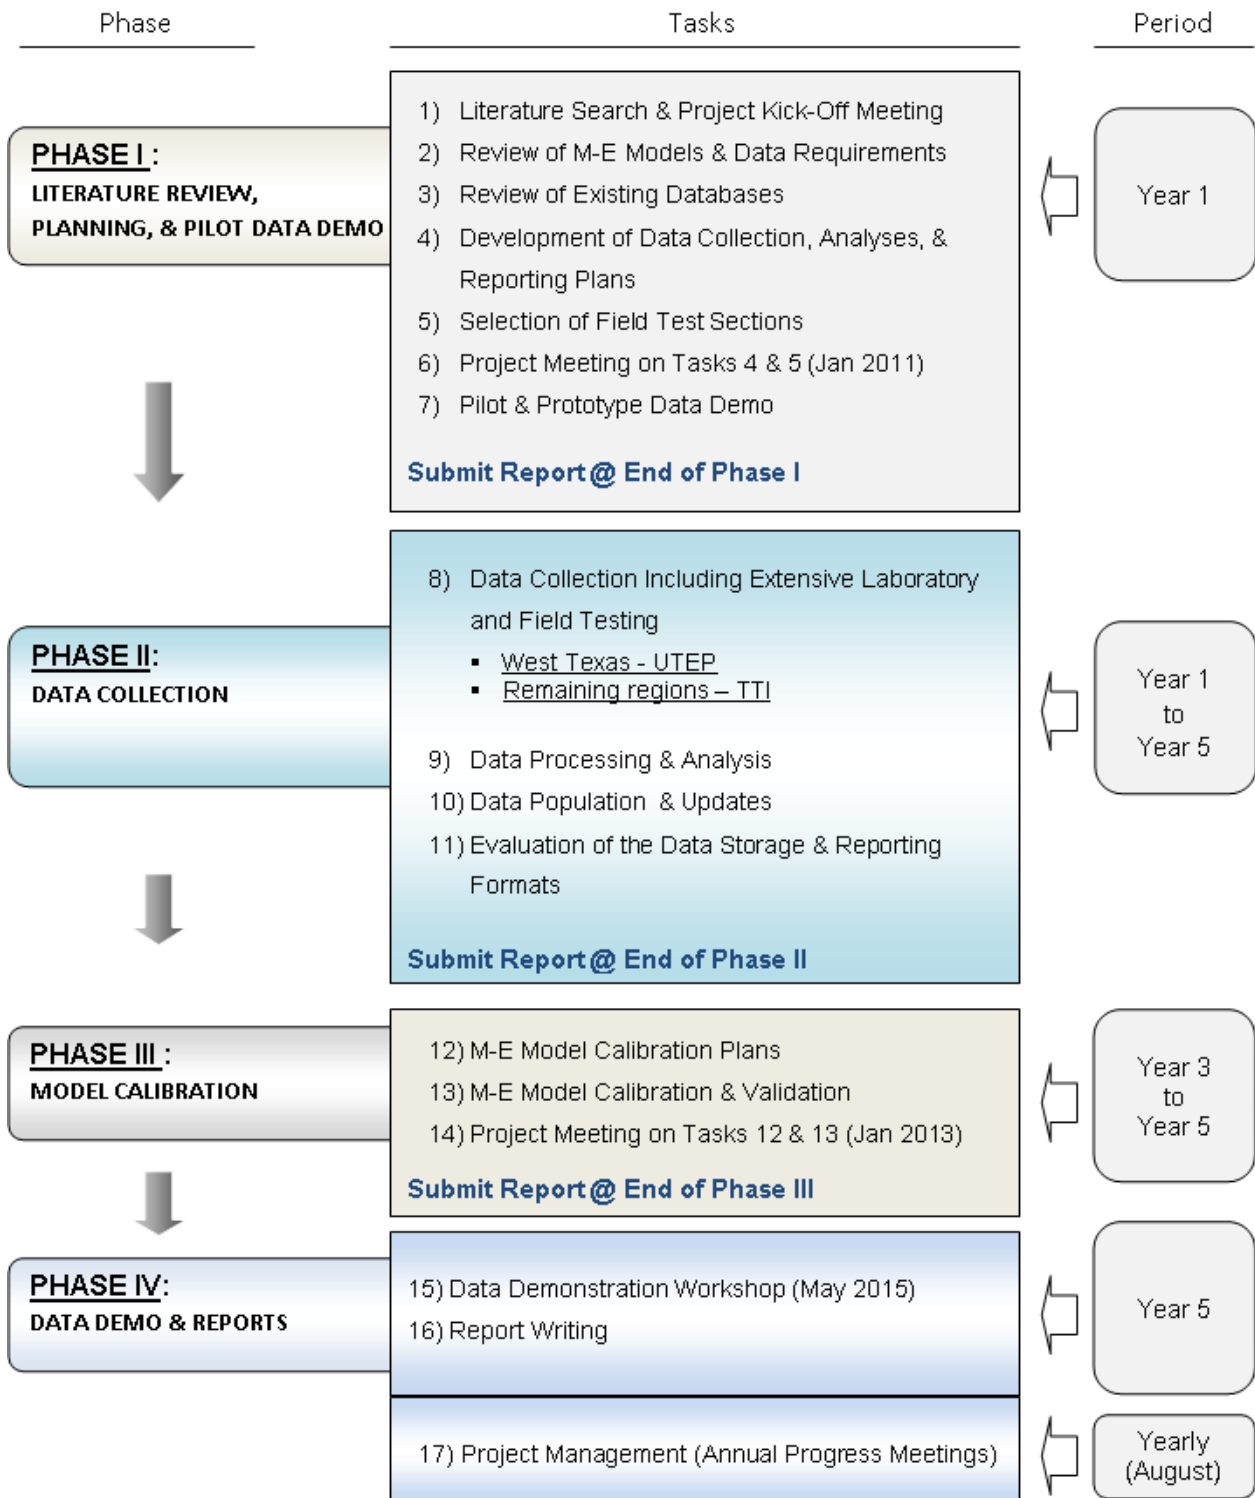 Phase
Tasks
Period
PHASE I :
LITERATURE REVIEW,
PLANNING, & PILOT DATA DEMO
1) Literature Search & Project Kick-Off Meeting
2) Review of M-E Models & Data Requirements
3) Review of Existing Databases
4) Development of Data Collection, Analyses, &
Reporting Plans
5) Selection of Field Test Sections
6) Project Meeting on Tasks 4 & 5 (Jan 2011)
7) Pilot & Prototype Data Demo
Submit Report @ End of Phase I
Year 1
PHASE II:
DATA COLLECTION
8) Data Collection Including Extensive Laboratory
and Field Testing
▪ West Texas - UTEP
▪ Remaining regions – TTI
9) Data Processing & Analysis
10) Data Population & Updates
11) Evaluation of the Data Storage & Reporting
Formats
Submit Report @ End of Phase II
Year 1
to
Year 5
PHASE III :
MODEL CALIBRATION
12) M-E Model Calibration Plans
13) M-E Model Calibration & Validation
14) Project Meeting on Tasks 12 & 13 (Jan 2013)
Submit Report @ End of Phase III
Year 3
to
Year 5
PHASE IV:
DATA DEMO & REPORTS
15) Data Demonstration Workshop (May 2015)
16) Report Writing
Year 5
17) Project Management (Annual Progress Meetings)
Yearly
(August)